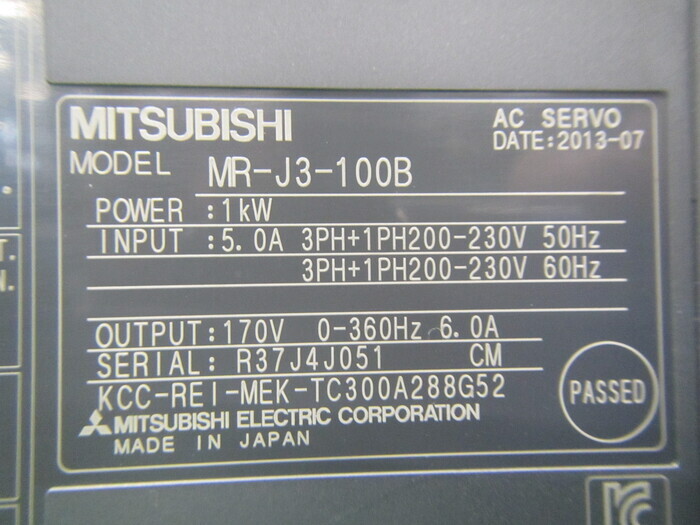 MITSUBISHI
AC SERVO
DATE:2013-07
MODEL MR-J3-100B
POWER :1kW
INPUT :5.0A 3PH+1PH200-230V 50Hz
3PH+1PH200-230V 60Hz
OUTPUT:170V 0-360Hz 6.0A
SERIAL: R37J4J051 CM
KCC-REI-MEK-TC300A288G52
PASSED
MITSUBISHI ELECTRIC CORPORATION
MADE IN JAPAN